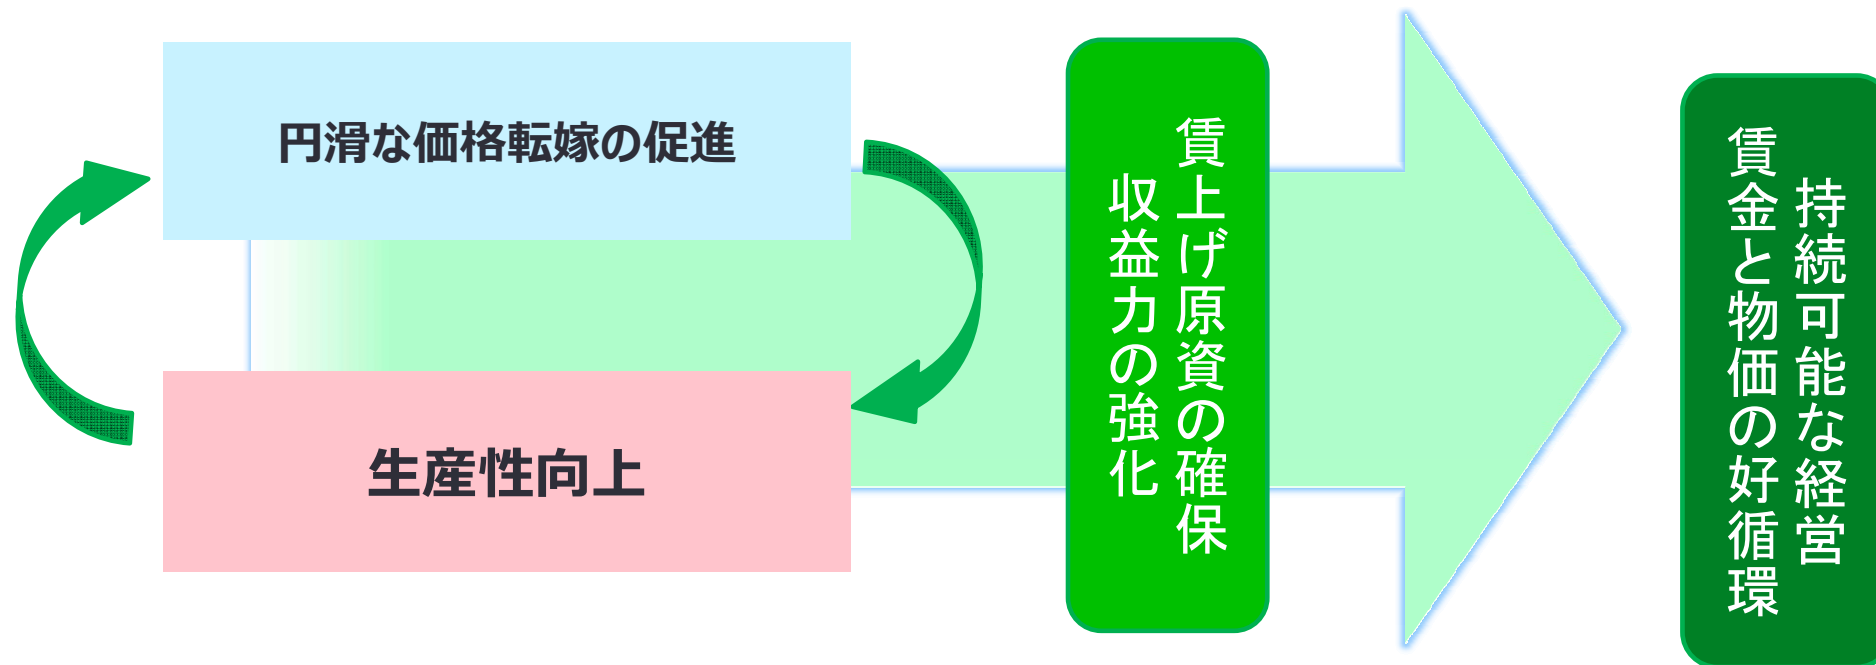 円滑な価格転嫁の促進
生産性向上
賃上げ原資の確保
収益力の強化
持続可能な経営
賃金と物価の好循環